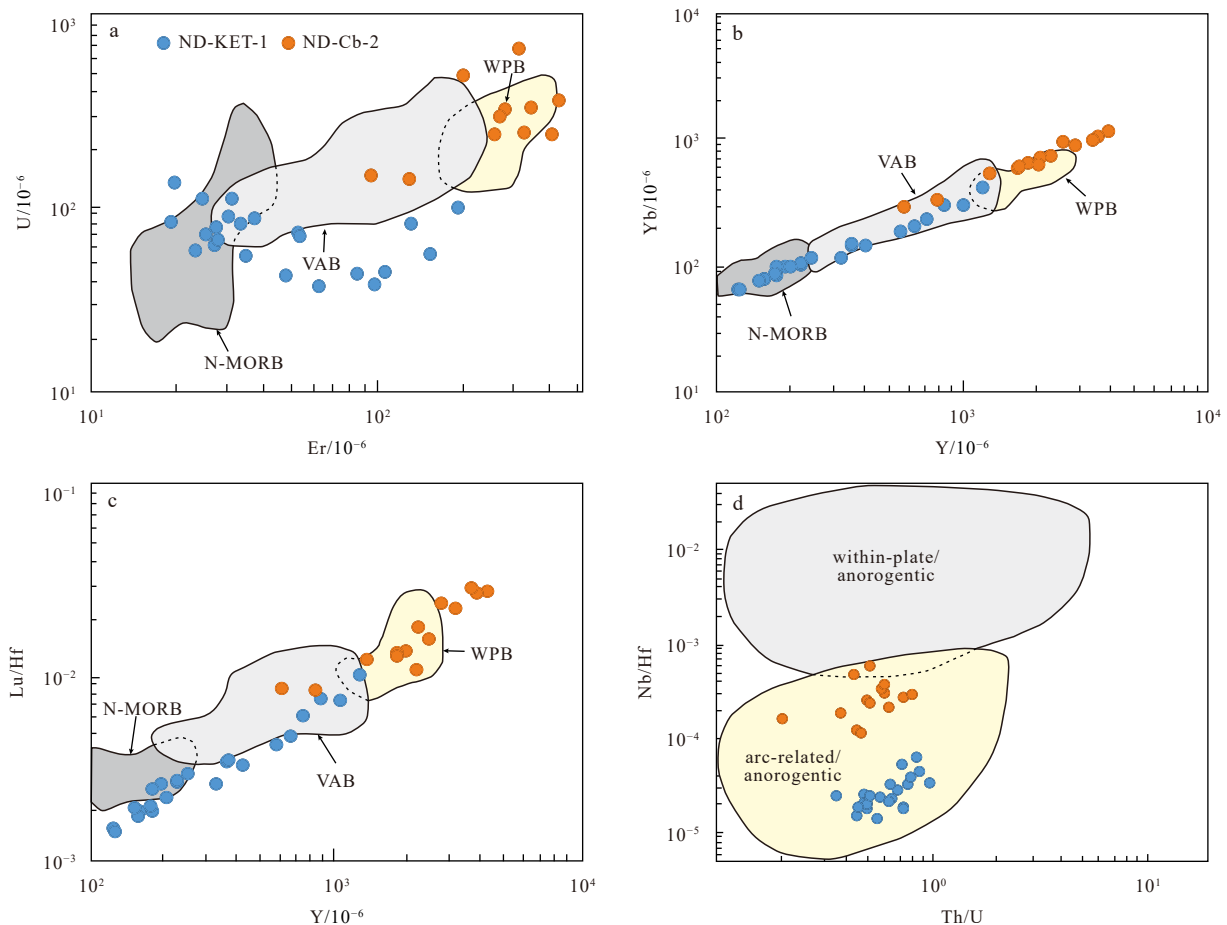 a
ND-KET-1
ND-Cb-2
WPB
VAB
N-MORB
10³
10²
10¹
U/10⁻⁶
10¹
10²
Er/10⁻⁶
b
VAB
WPB
N-MORB
10⁴
10³
10²
10¹
Yb/10⁻⁶
10²
10³
10⁴
Y/10⁻⁶
c
N-MORB
WPB
VAB
10⁻¹
10⁻²
10⁻³
Lu/Hf
10²
10³
10⁴
Y/10⁻⁶
d
within-plate/
anorogentic
arc-related/
anorogentic
10⁻²
10⁻³
10⁻⁴
10⁻⁵
Nb/Hf
10⁰
10¹
Th/U